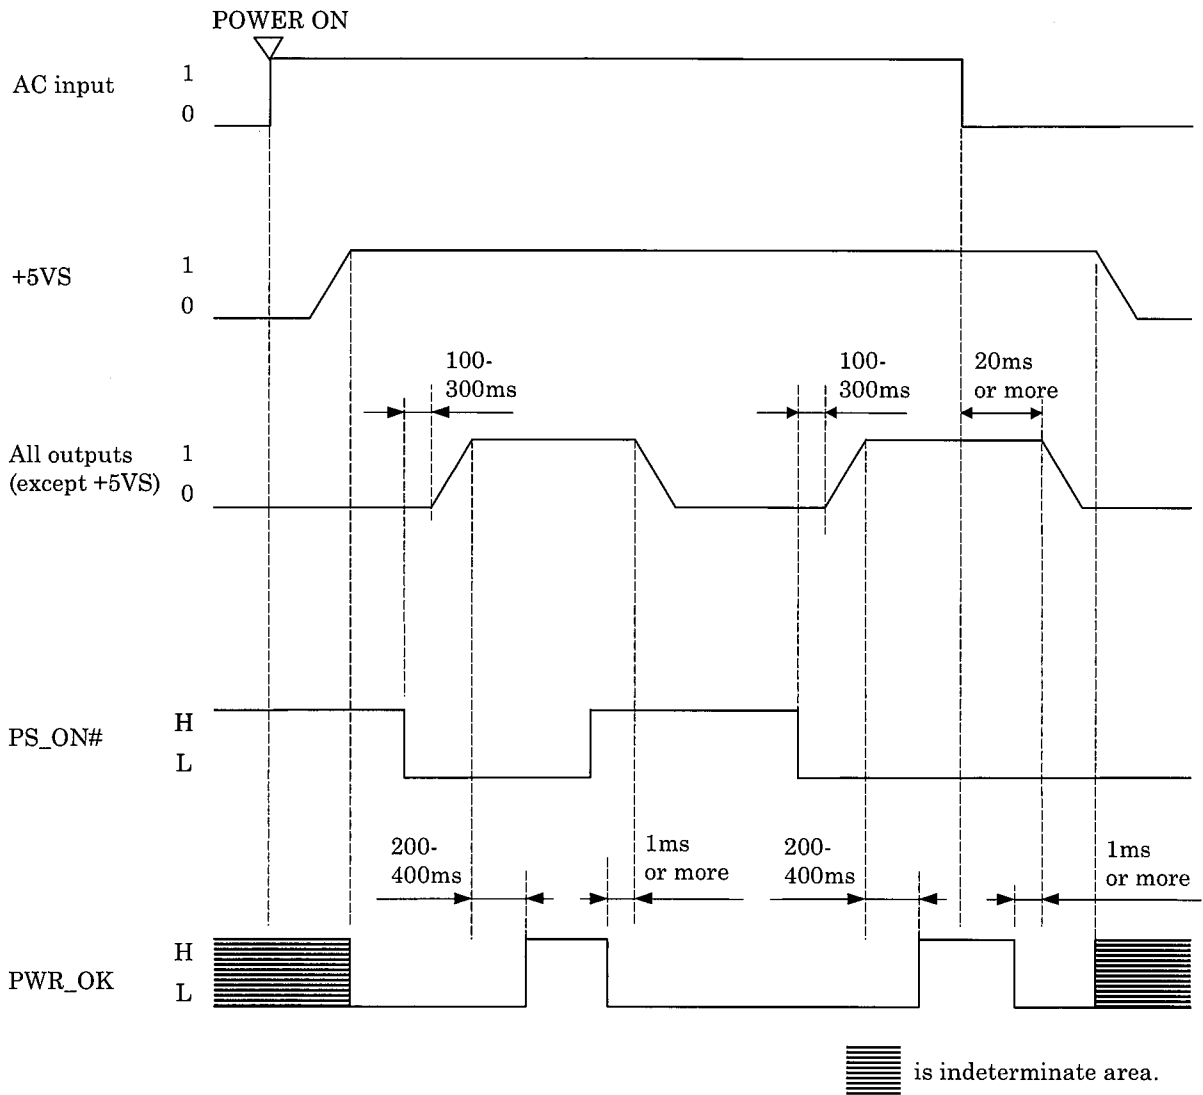 POWER ON
AC input
1
0
+5VS
1
0
100-
300ms
100-
300ms
20ms
or more
All outputs
(except +5VS)
1
0
PS_ON#
H
L
200-
400ms
1ms
or more
200-
400ms
1ms
or more
PWR_OK
H
L
is indeterminate area.